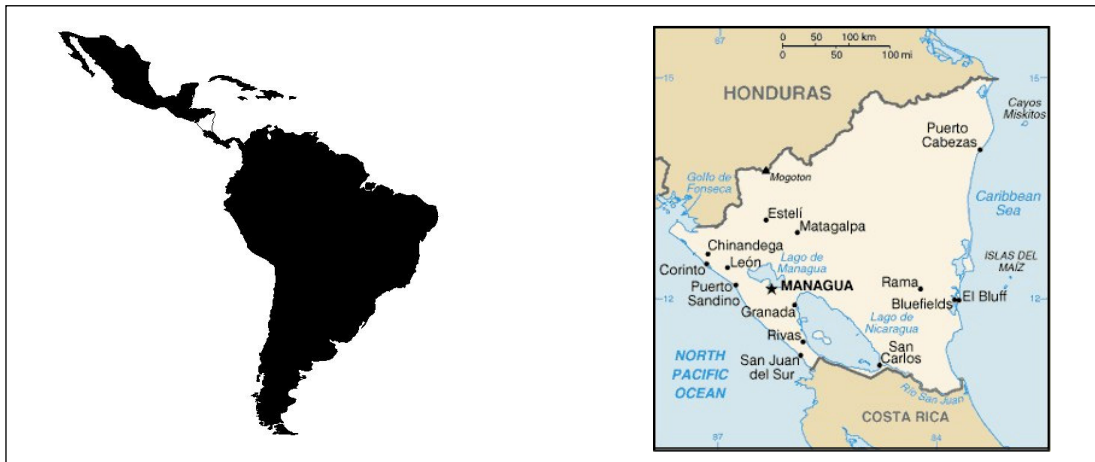 87
0 50 100 km
0 50 100 mi
15
15
HONDURAS
Cayos
Miskitos
Puerto
Cabezas
Mogoton
Golfo de
Fonseca
Caribbean
Sea
Estelí
Matagalpa
Chinandega
León
Lago de
Managua
ISLAS DEL
MAÍZ
Corinto
Puerto
Sandino
MANAGUA
Rama
Bluefields
El Bluff
12
12
Granada
Lago de
Nicaragua
Rivas
San
Carlos
San Juan
del Sur
NORTH
PACIFIC
OCEAN
Río San Juan
COSTA RICA
87
84